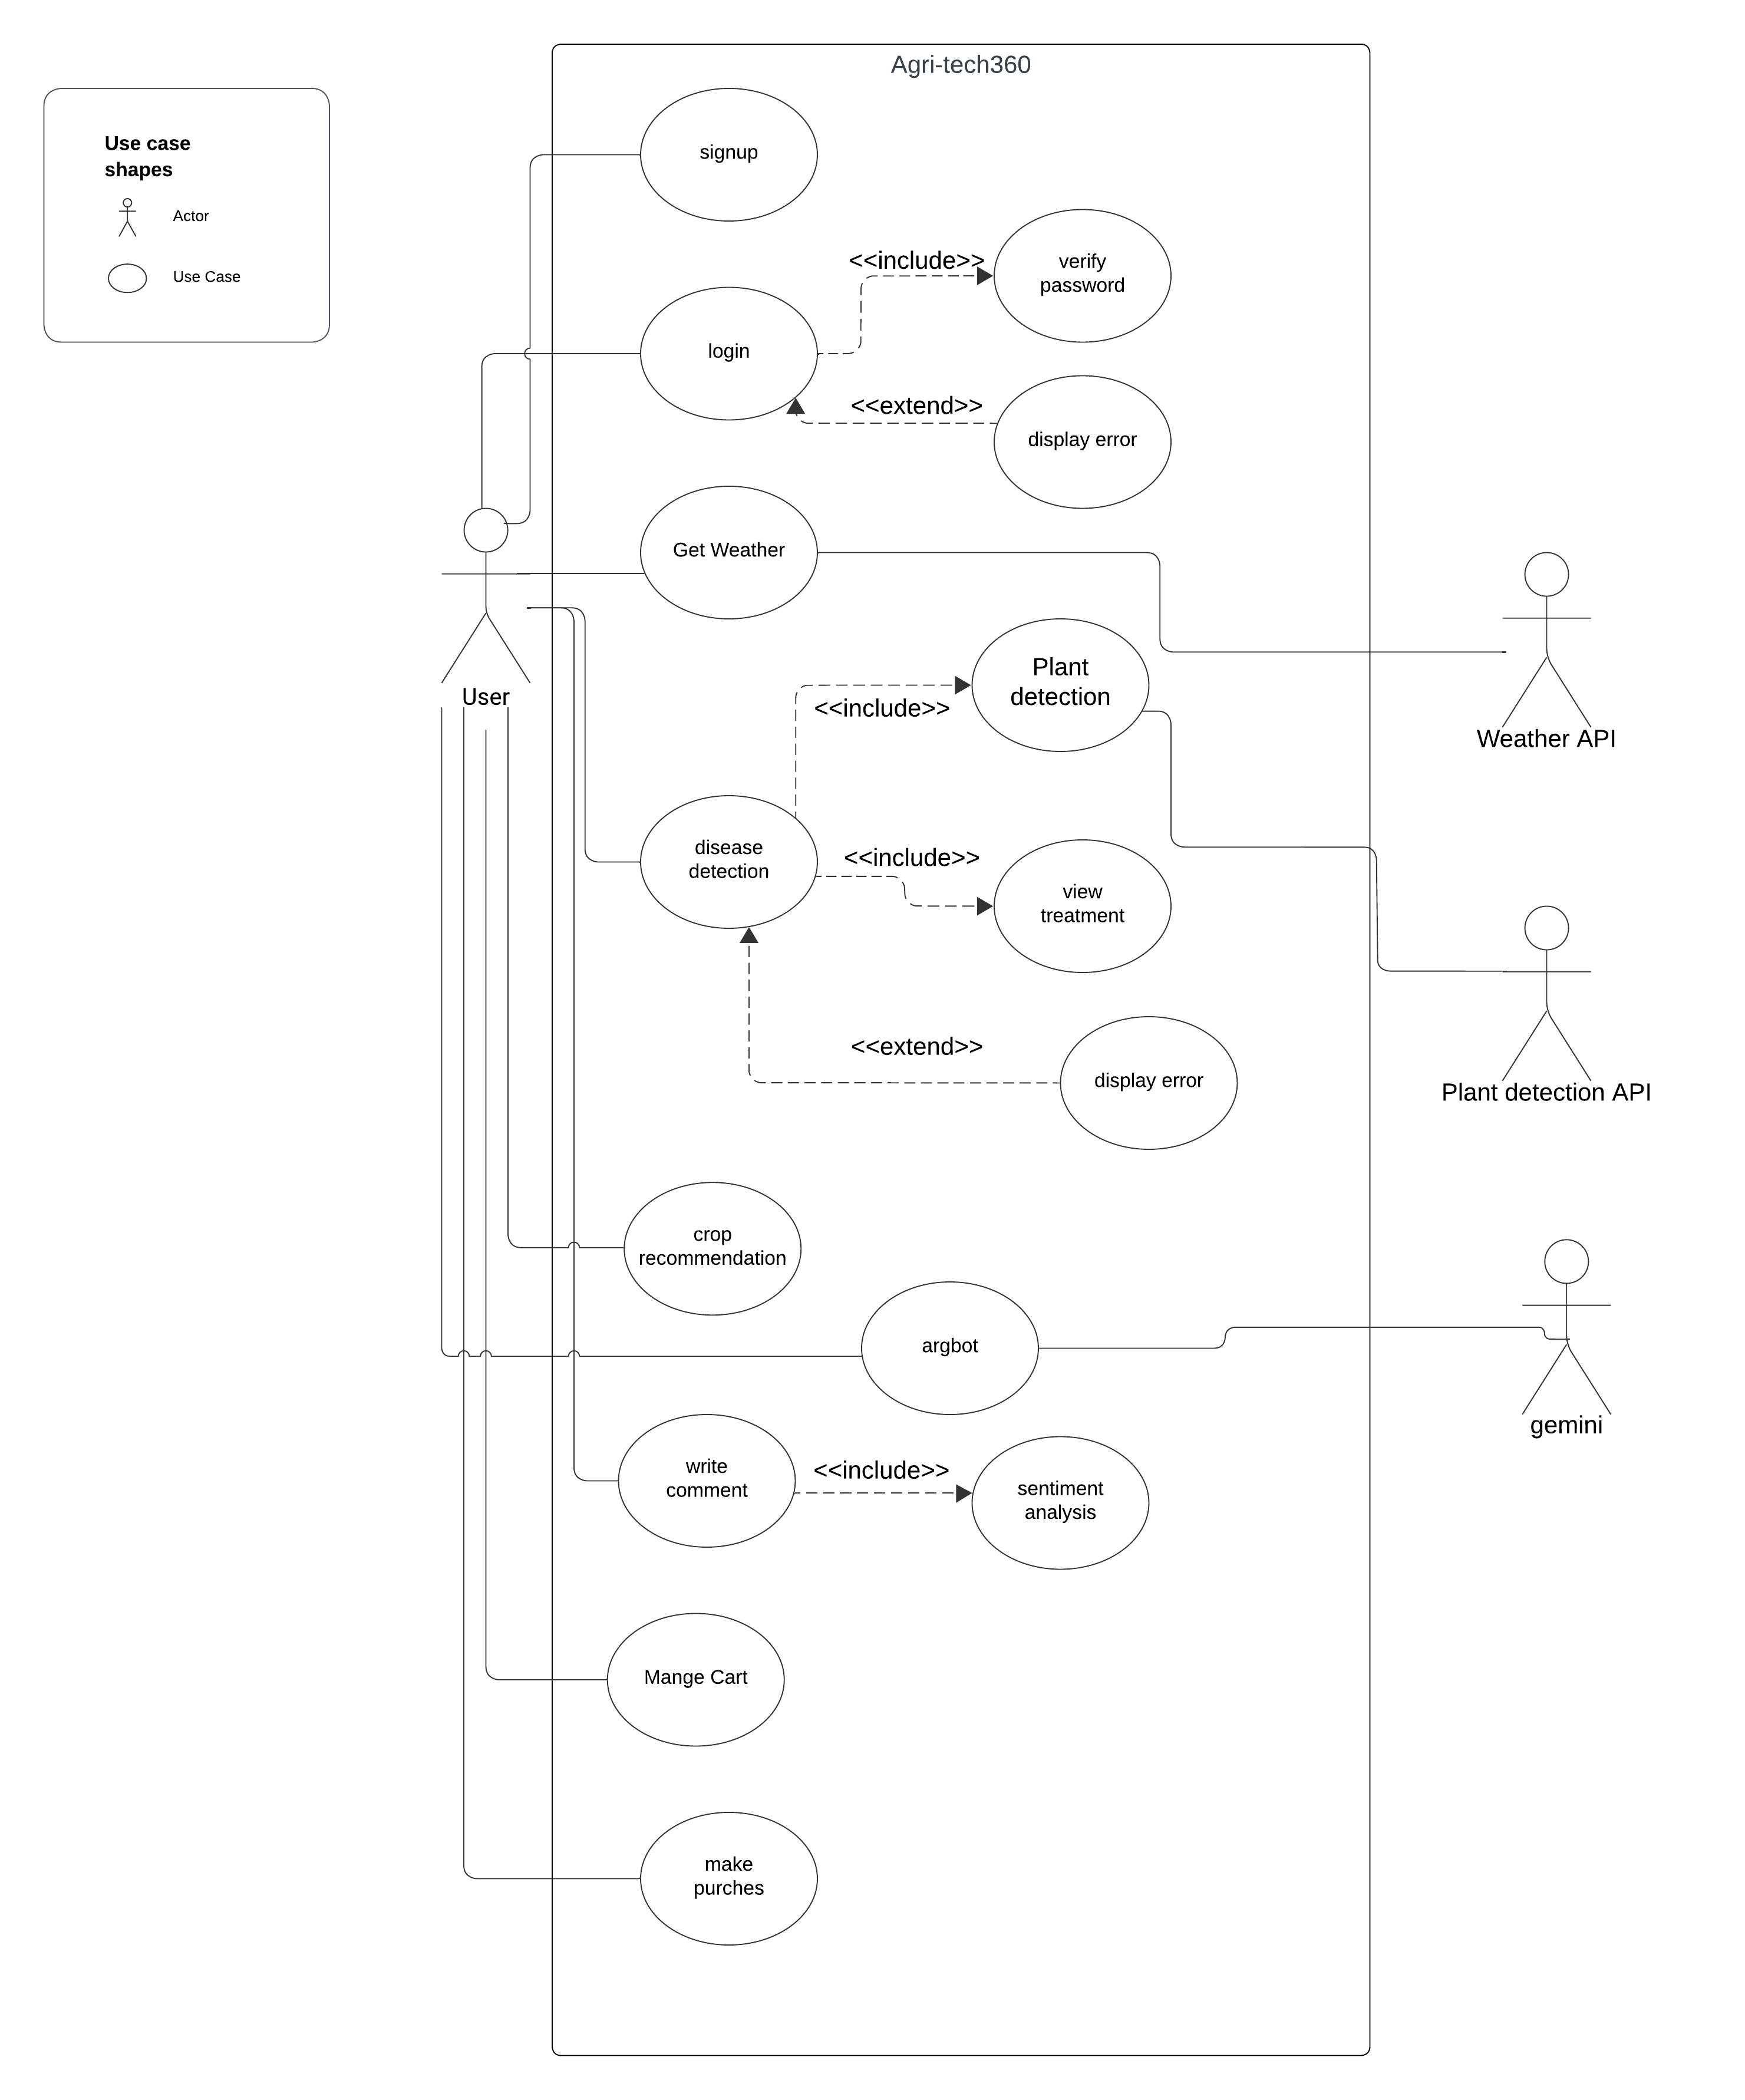 Agri-tech360
Use case
shapes
Actor
Use Case
signup
<<include>>
verify
password
login
<<extend>>
display error
Get Weather
User
Plant
detection
<<include>>
Weather API
disease
detection
<<include>>
view
treatment
<<extend>>
display error
Plant detection API
crop
recommendation
argbot
gemini
write
comment
<<include>>
sentiment
analysis
Mange Cart
make
purches